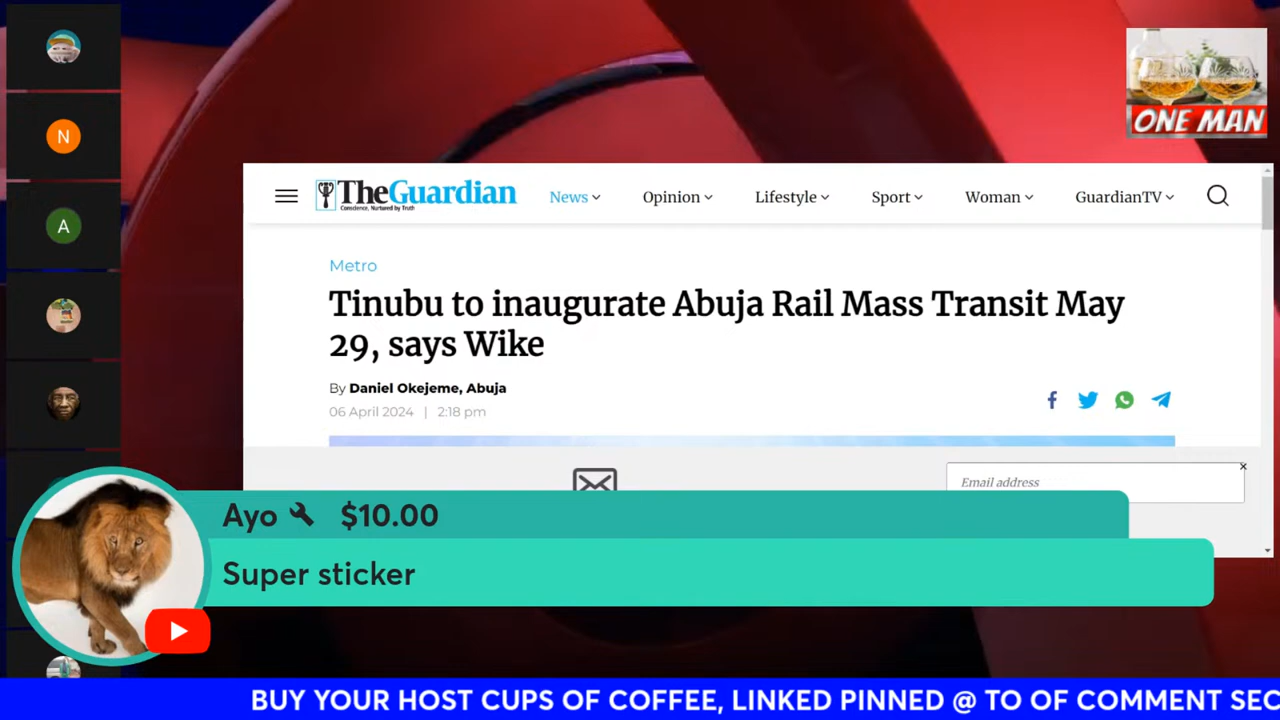 N
A
ONE MAN
TheGuardian
Conscience, Nurtured by Truth
News
Opinion
Lifestyle
Sport
Woman
GuardianTV
Metro
Tinubu to inaugurate Abuja Rail Mass Transit May
29, says Wike
By Daniel Okejeme, Abuja
06 April 2024 | 2:18 pm
Email address
Ayo $10.00
Super sticker
BUY YOUR HOST CUPS OF COFFEE, LINKED PINNED @ TO OF COMMENT SEC